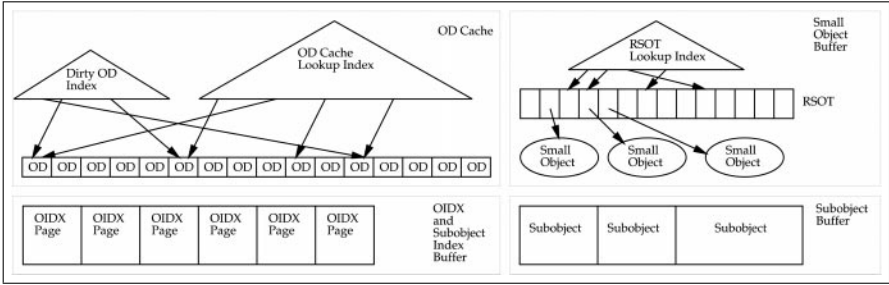 OD Cache
OD Cache
Lookup Index
Dirty OD
Index
OD OD OD OD OD OD OD OD OD OD OD OD OD OD OD OD
Small
Object
Buffer
RSOT
Lookup Index
RSOT
Small
Object
Small
Object
Small
Object
OIDX
Page
OIDX
Page
OIDX
Page
OIDX
Page
OIDX
Page
OIDX
Page
OIDX
and
Subobject
Index
Buffer
Subobject
Subobject
Subobject
Subobject
Buffer